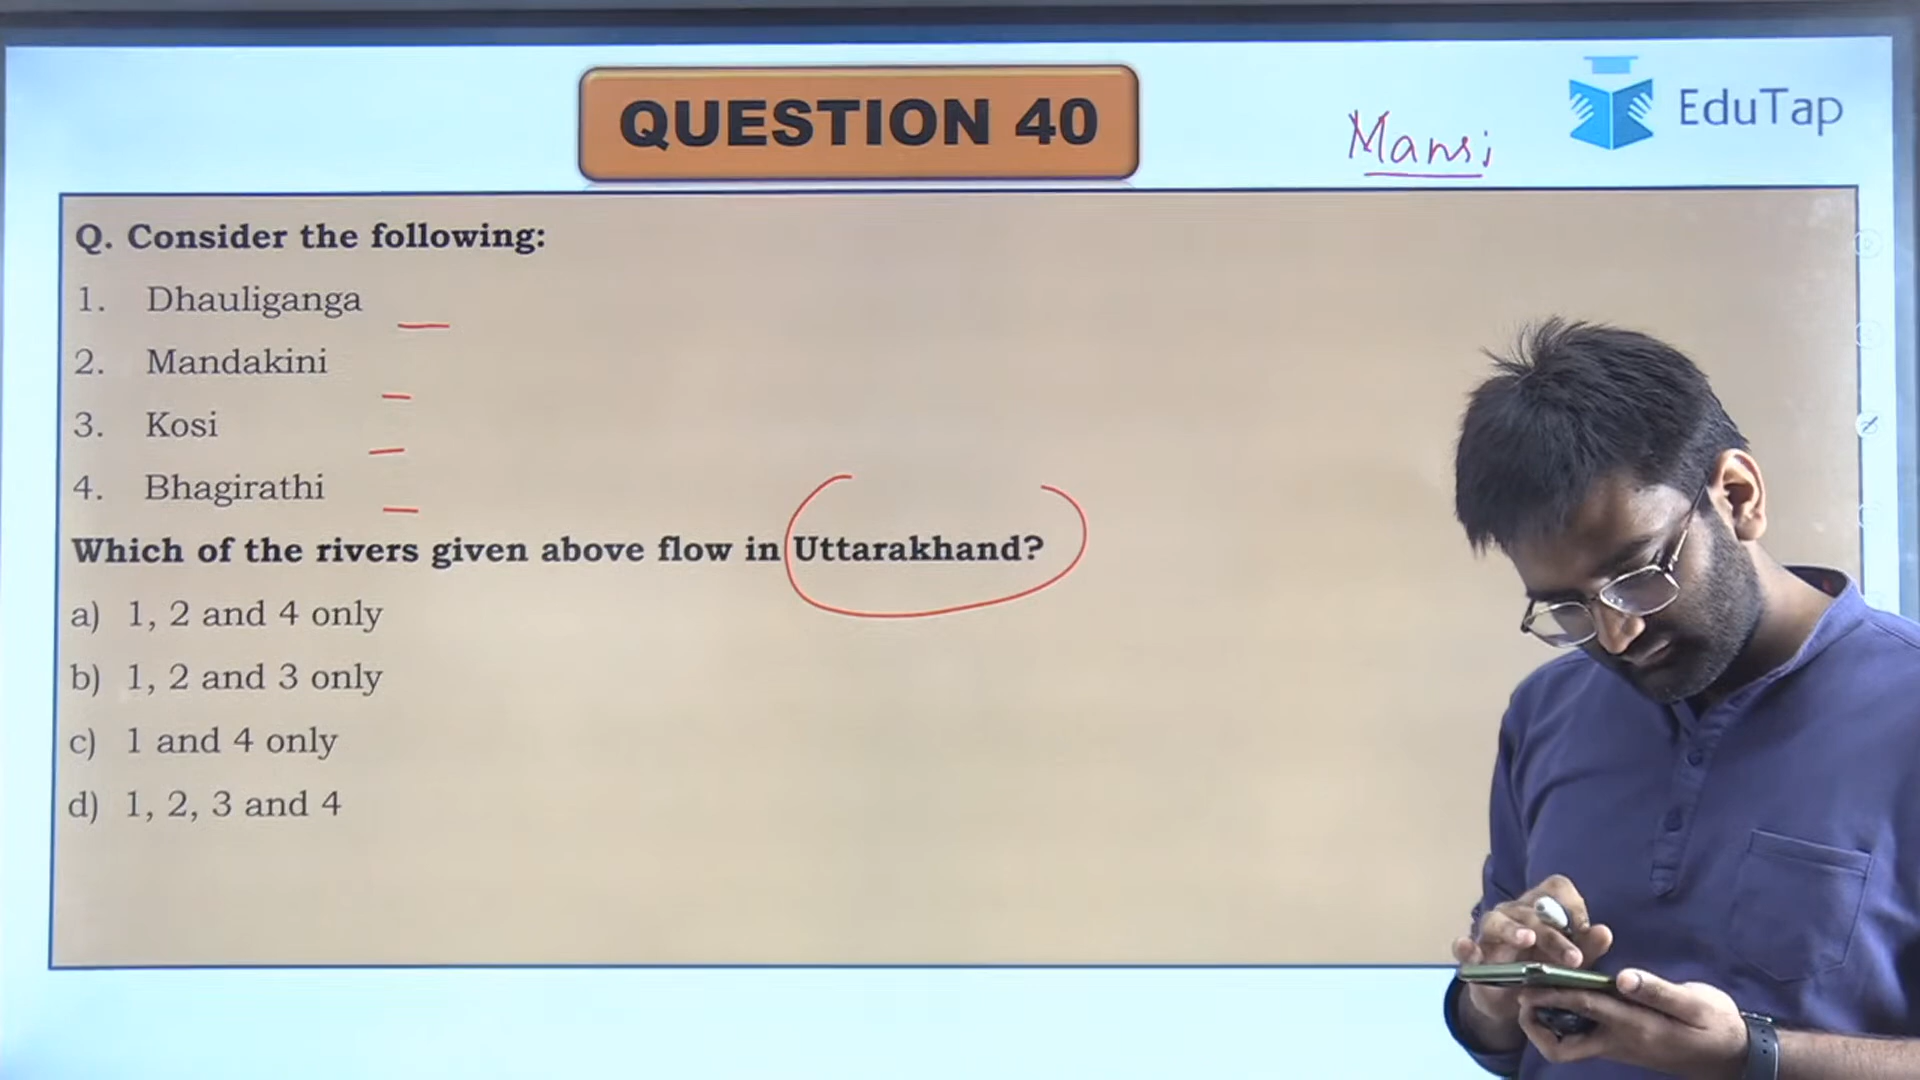 QUESTION 40
Mansi
EduTap
Q. Consider the following:
1. Dhauliganga
2. Mandakini
3. Kosi
4. Bhagirathi
Which of the rivers given above flow in Uttarakhand?
a) 1, 2 and 4 only
b) 1, 2 and 3 only
c) 1 and 4 only
d) 1, 2, 3 and 4